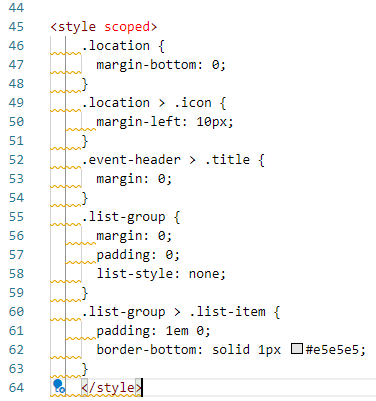 44
45 <style scoped>
46     .location {
47       margin-bottom: 0;
48     }
49     .location > .icon {
50       margin-left: 10px;
51     }
52     .event-header > .title {
53       margin: 0;
54     }
55     .list-group {
56       margin: 0;
57       padding: 0;
58       list-style: none;
59     }
60     .list-group > .list-item {
61       padding: 1em 0;
62       border-bottom: solid 1px #e5e5e5;
63     }
64     </style>